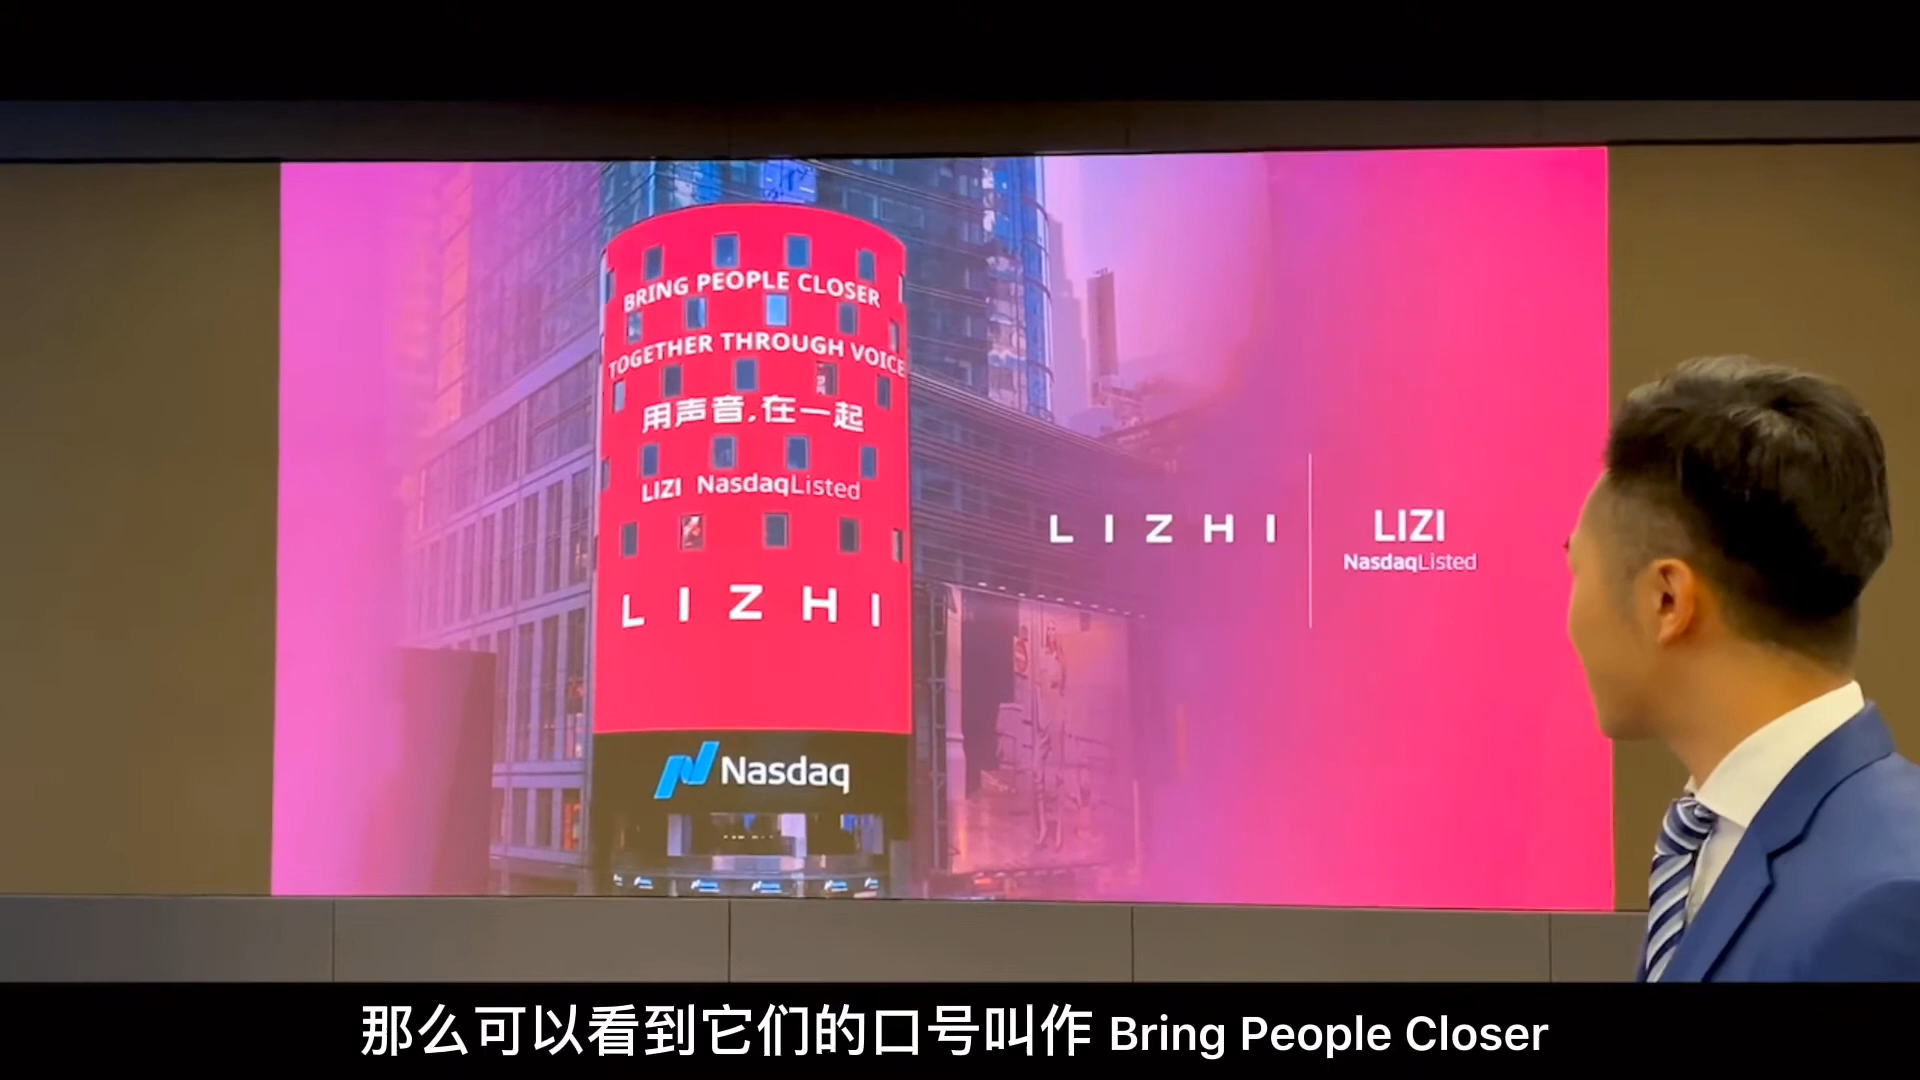 BRING PEOPLE CLOSER
TOGETHER THROUGH VOICE
用声音,在一起
LIZI NasdaqListed
LIZHI
Nasdaq
LIZHI
LIZI
NasdaqListed
那么可以看到它们的口号叫作 Bring People Closer